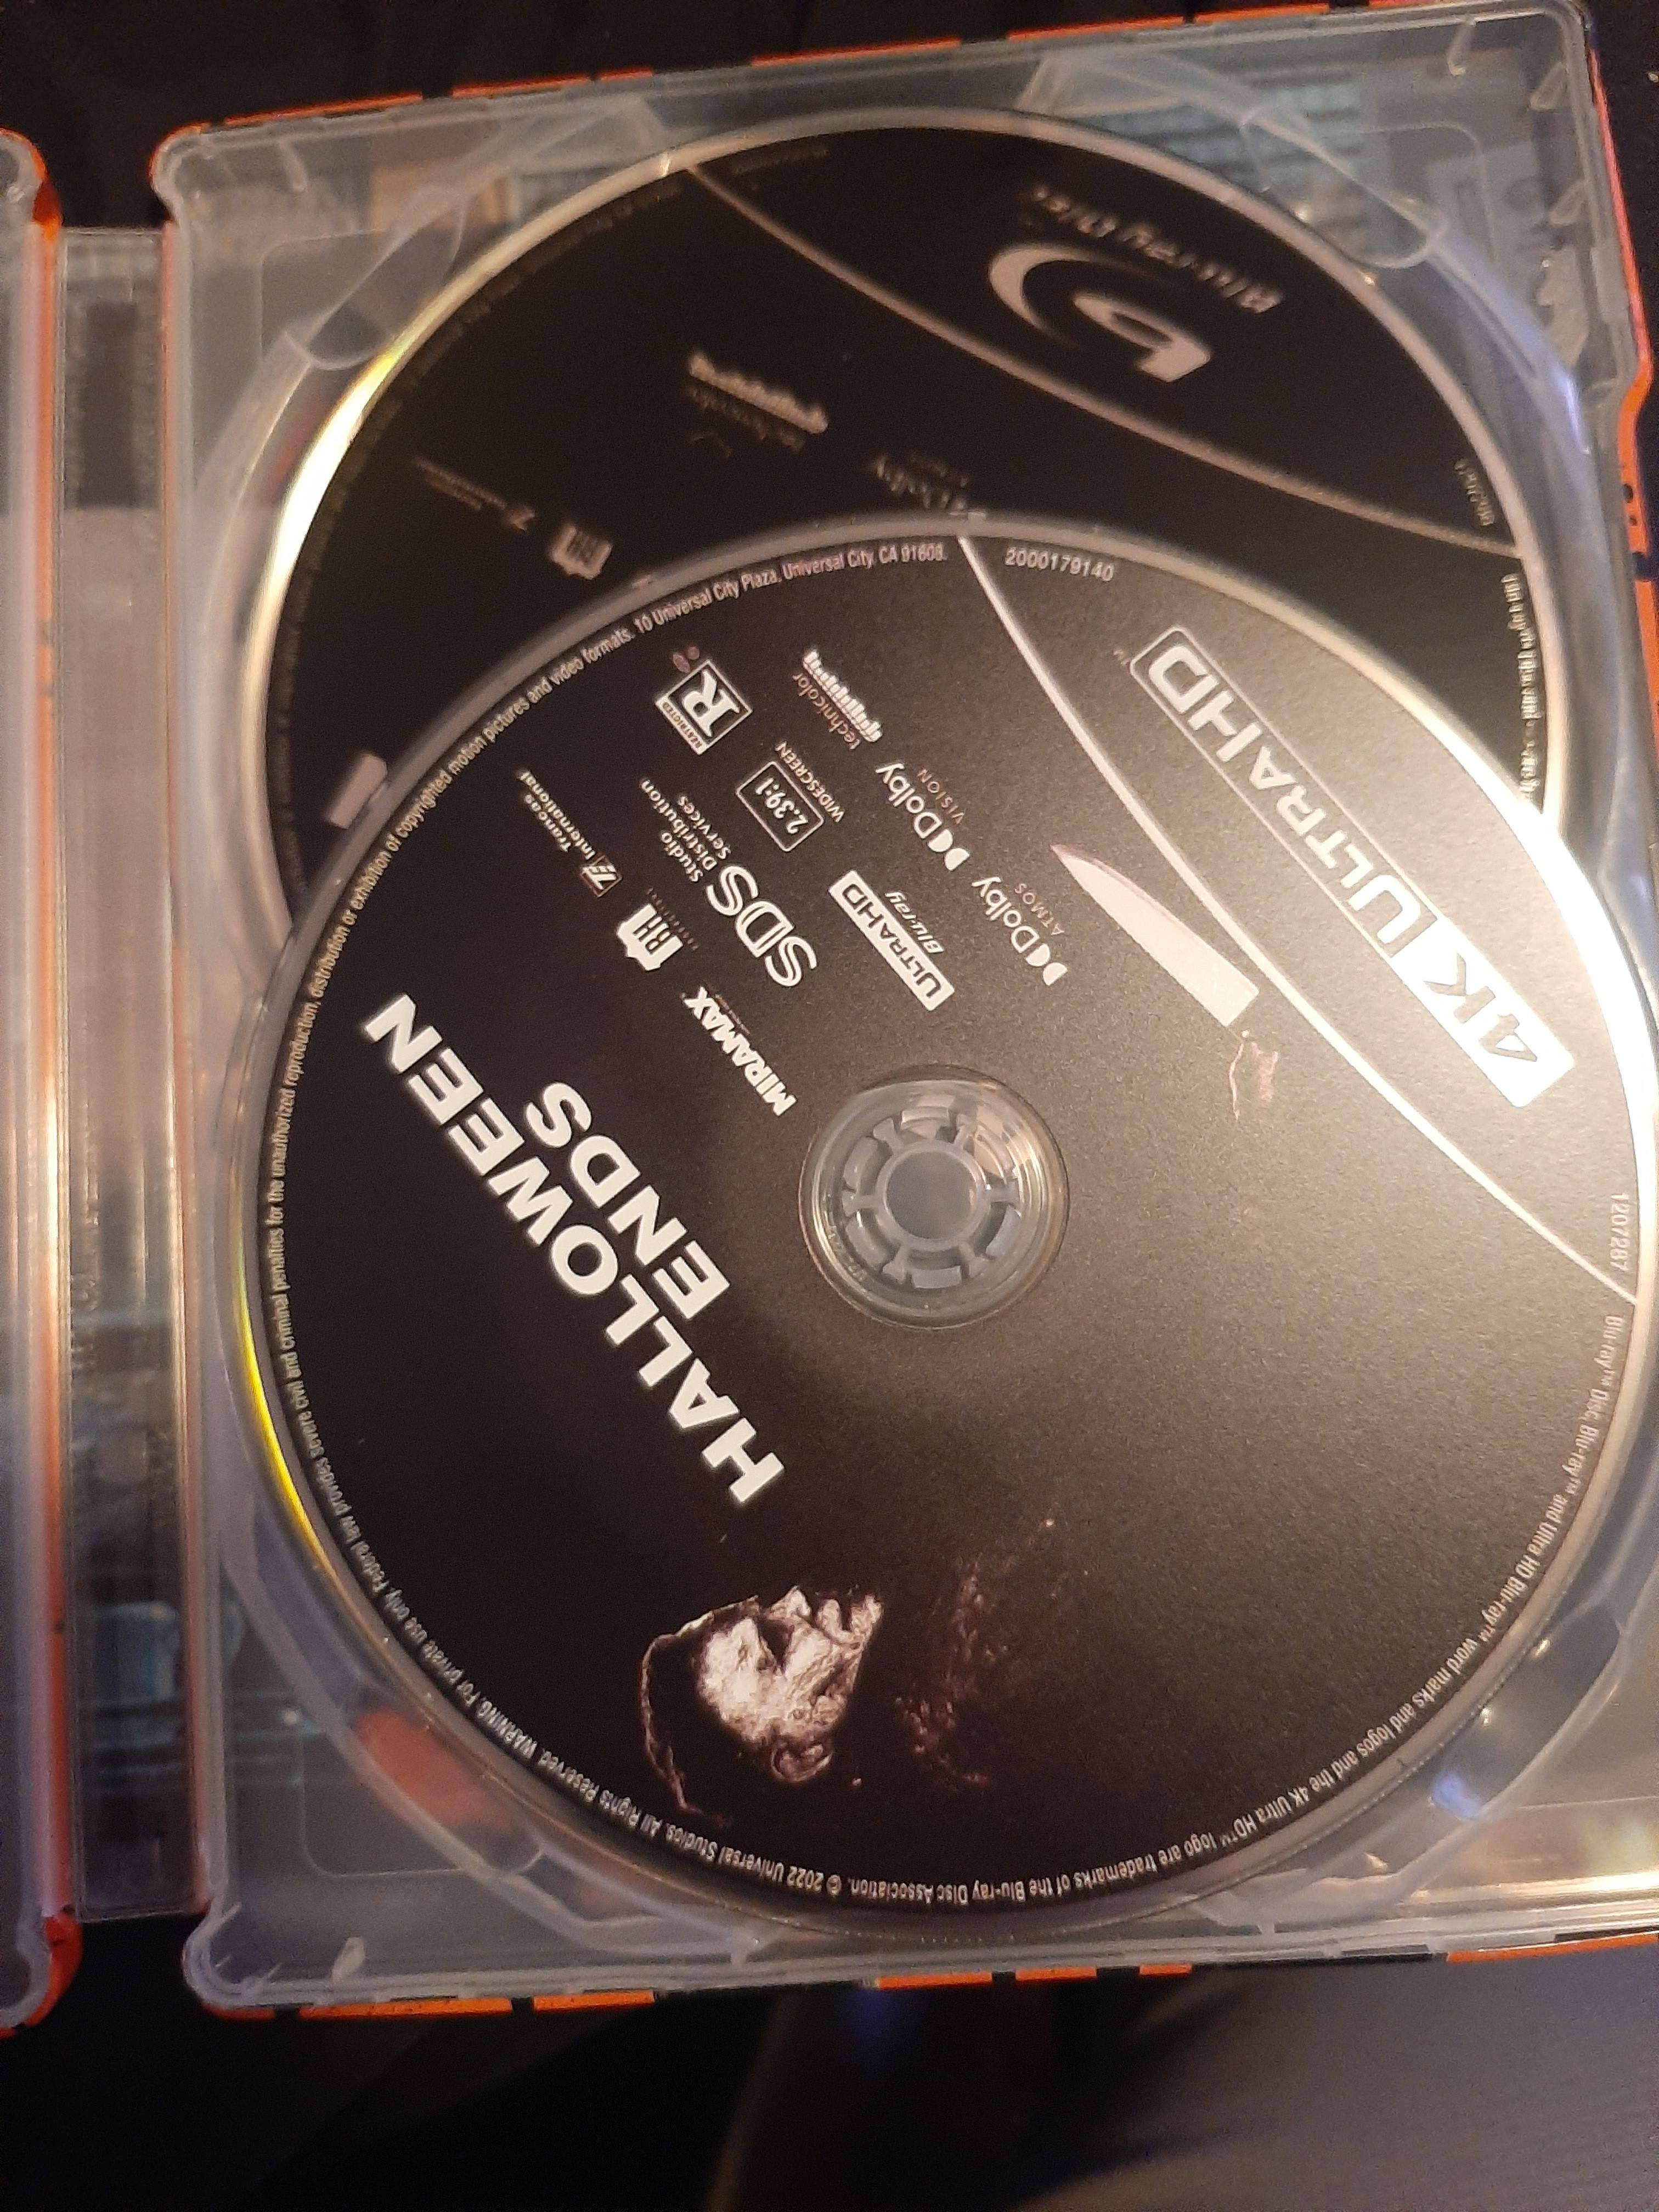 Blu-ray Disc
technicolor
Dolby
RH
4K ULTRA HD™
2000179140
120787
Dolby
ATMOS
Dolby
VISION
technicolor
ULTRA HD
Blu-ray
2.39:1
WIDESCREEN
R
RESTRICTED
SDS
Studio
Distribution
Services
MIRAMAX
RH
Trancas
International
HALLOWEEN
ENDS
Blu-ray™ Disc, Blu-ray™ and Ultra HD Blu-ray™ word marks and logos and the 4K Ultra HD™ logo are trademarks of the Blu-ray Disc Association. © 2022 Universal Studios. All Rights Reserved. WARNING: For private use only. Federal law provides severe civil and criminal penalties for the unauthorized reproduction, distribution or exhibition of copyrighted motion pictures and video formats. 10 Universal City Plaza, Universal City, CA 91608.